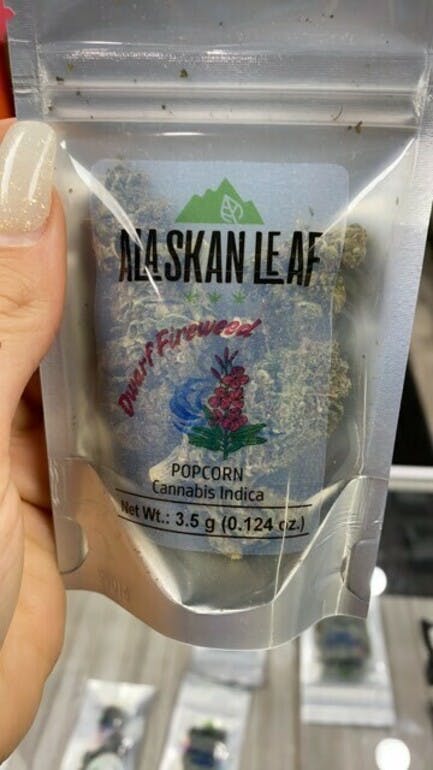 ALASKAN LEAF
Dwarf Fireweed
POPCORN
Cannabis Indica
Net Wt.: 3.5 g (0.124 oz.)